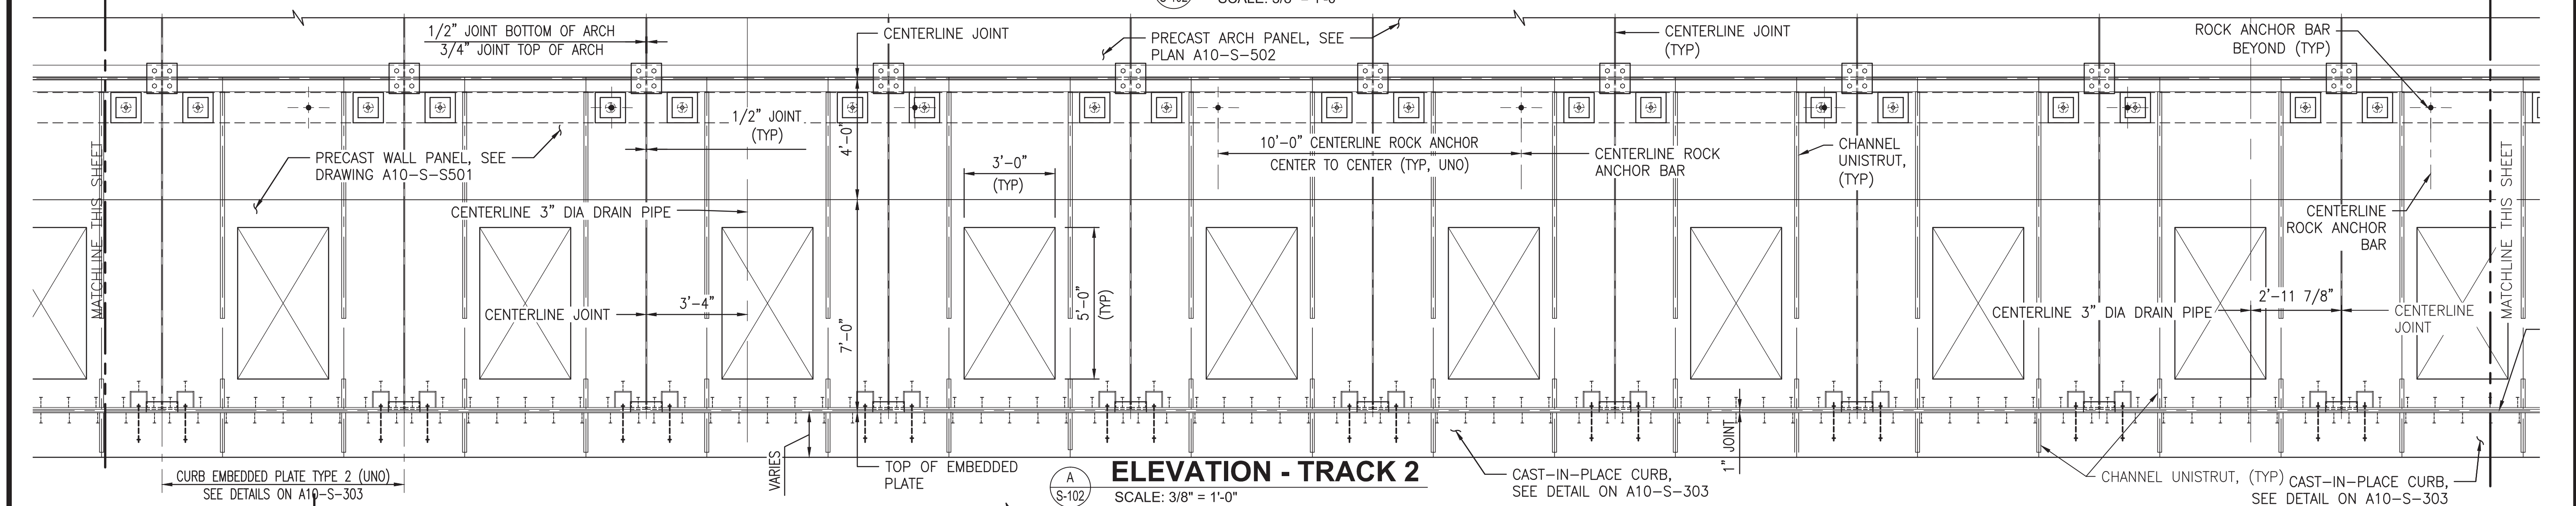 S-102
SCALE: 3/8" = 1'-0"
1/2" JOINT BOTTOM OF ARCH
3/4" JOINT TOP OF ARCH
CENTERLINE JOINT
PRECAST ARCH PANEL, SEE
PLAN A10-S-502
CENTERLINE JOINT
(TYP)
ROCK ANCHOR BAR
BEYOND (TYP)
1/2" JOINT
(TYP)
4'-0"
10'-0" CENTERLINE ROCK ANCHOR
CENTER TO CENTER (TYP, UNO)
CENTERLINE ROCK
ANCHOR BAR
CHANNEL
UNISTRUT,
(TYP)
MATCHLINE THIS SHEET
PRECAST WALL PANEL, SEE
DRAWING A10-S-S501
3'-0"
(TYP)
CENTERLINE 3" DIA DRAIN PIPE
CENTERLINE
ROCK ANCHOR
BAR
MATCHLINE THIS SHEET
CENTERLINE JOINT
3'-4"
7'-0"
5'-0"
(TYP)
CENTERLINE 3" DIA DRAIN PIPE
2'-11 7/8"
CENTERLINE
JOINT
CURB EMBEDDED PLATE TYPE 2 (UNO)
SEE DETAILS ON A10-S-303
VARIES
TOP OF EMBEDDED
PLATE
A
S-102
ELEVATION - TRACK 2
SCALE: 3/8" = 1'-0"
CAST-IN-PLACE CURB,
SEE DETAIL ON A10-S-303
1" JOINT
CHANNEL UNISTRUT, (TYP)
CAST-IN-PLACE CURB,
SEE DETAIL ON A10-S-303